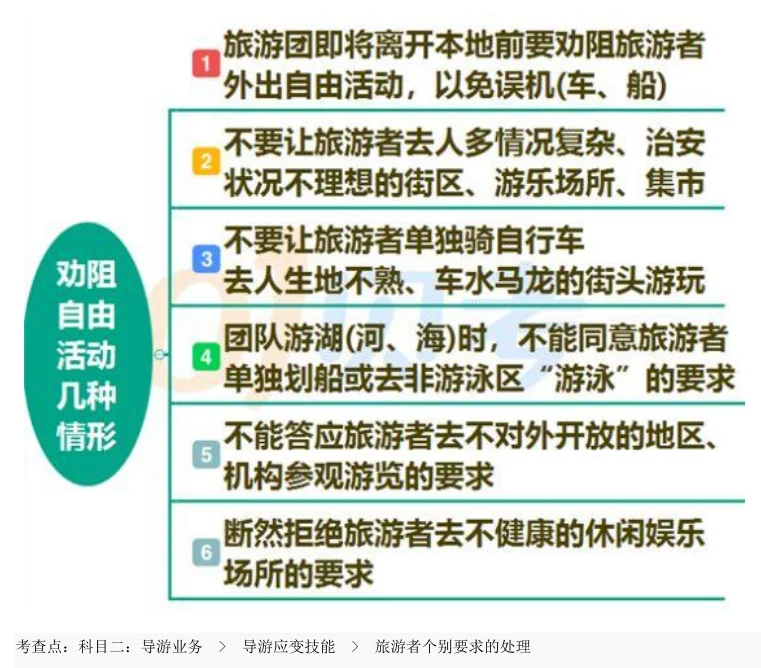 劝阻
自由
活动
几种
情形
1
旅游团即将离开本地前要劝阻旅游者
外出自由活动，以免误机(车、船)
2
不要让旅游者去人多情况复杂、治安
状况不理想的街区、游乐场所、集市
3
不要让旅游者单独骑自行车
去人生地不熟、车水马龙的街头游玩
4
团队游湖(河、海)时，不能同意旅游者
单独划船或去非游泳区“游泳”的要求
5
不能答应旅游者去不对外开放的地区、
机构参观游览的要求
6
断然拒绝旅游者去不健康的休闲娱乐
场所的要求
考查点：科目二：导游业务 > 导游应变技能 > 旅游者个别要求的处理